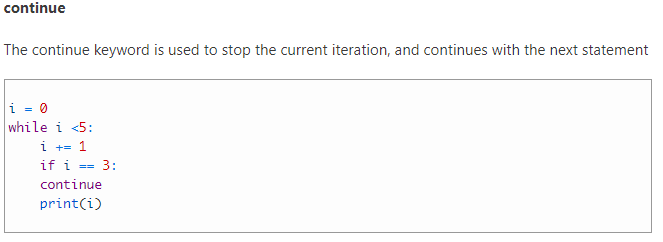 continue
The continue keyword is used to stop the current iteration, and continues with the next statement
i = 0
while i <5:
    i += 1
    if i == 3:
    continue
    print(i)